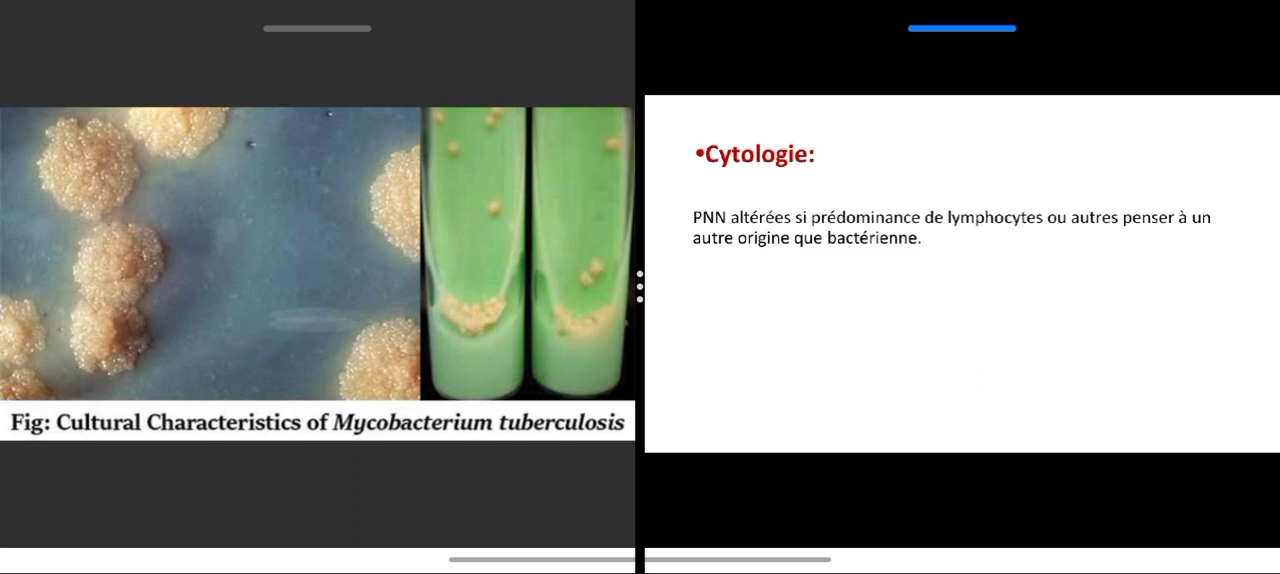 Fig: Cultural Characteristics of Mycobacterium tuberculosis
•Cytologie:
PNN altérées si prédominance de lymphocytes ou autres penser à un
autre origine que bactérienne.